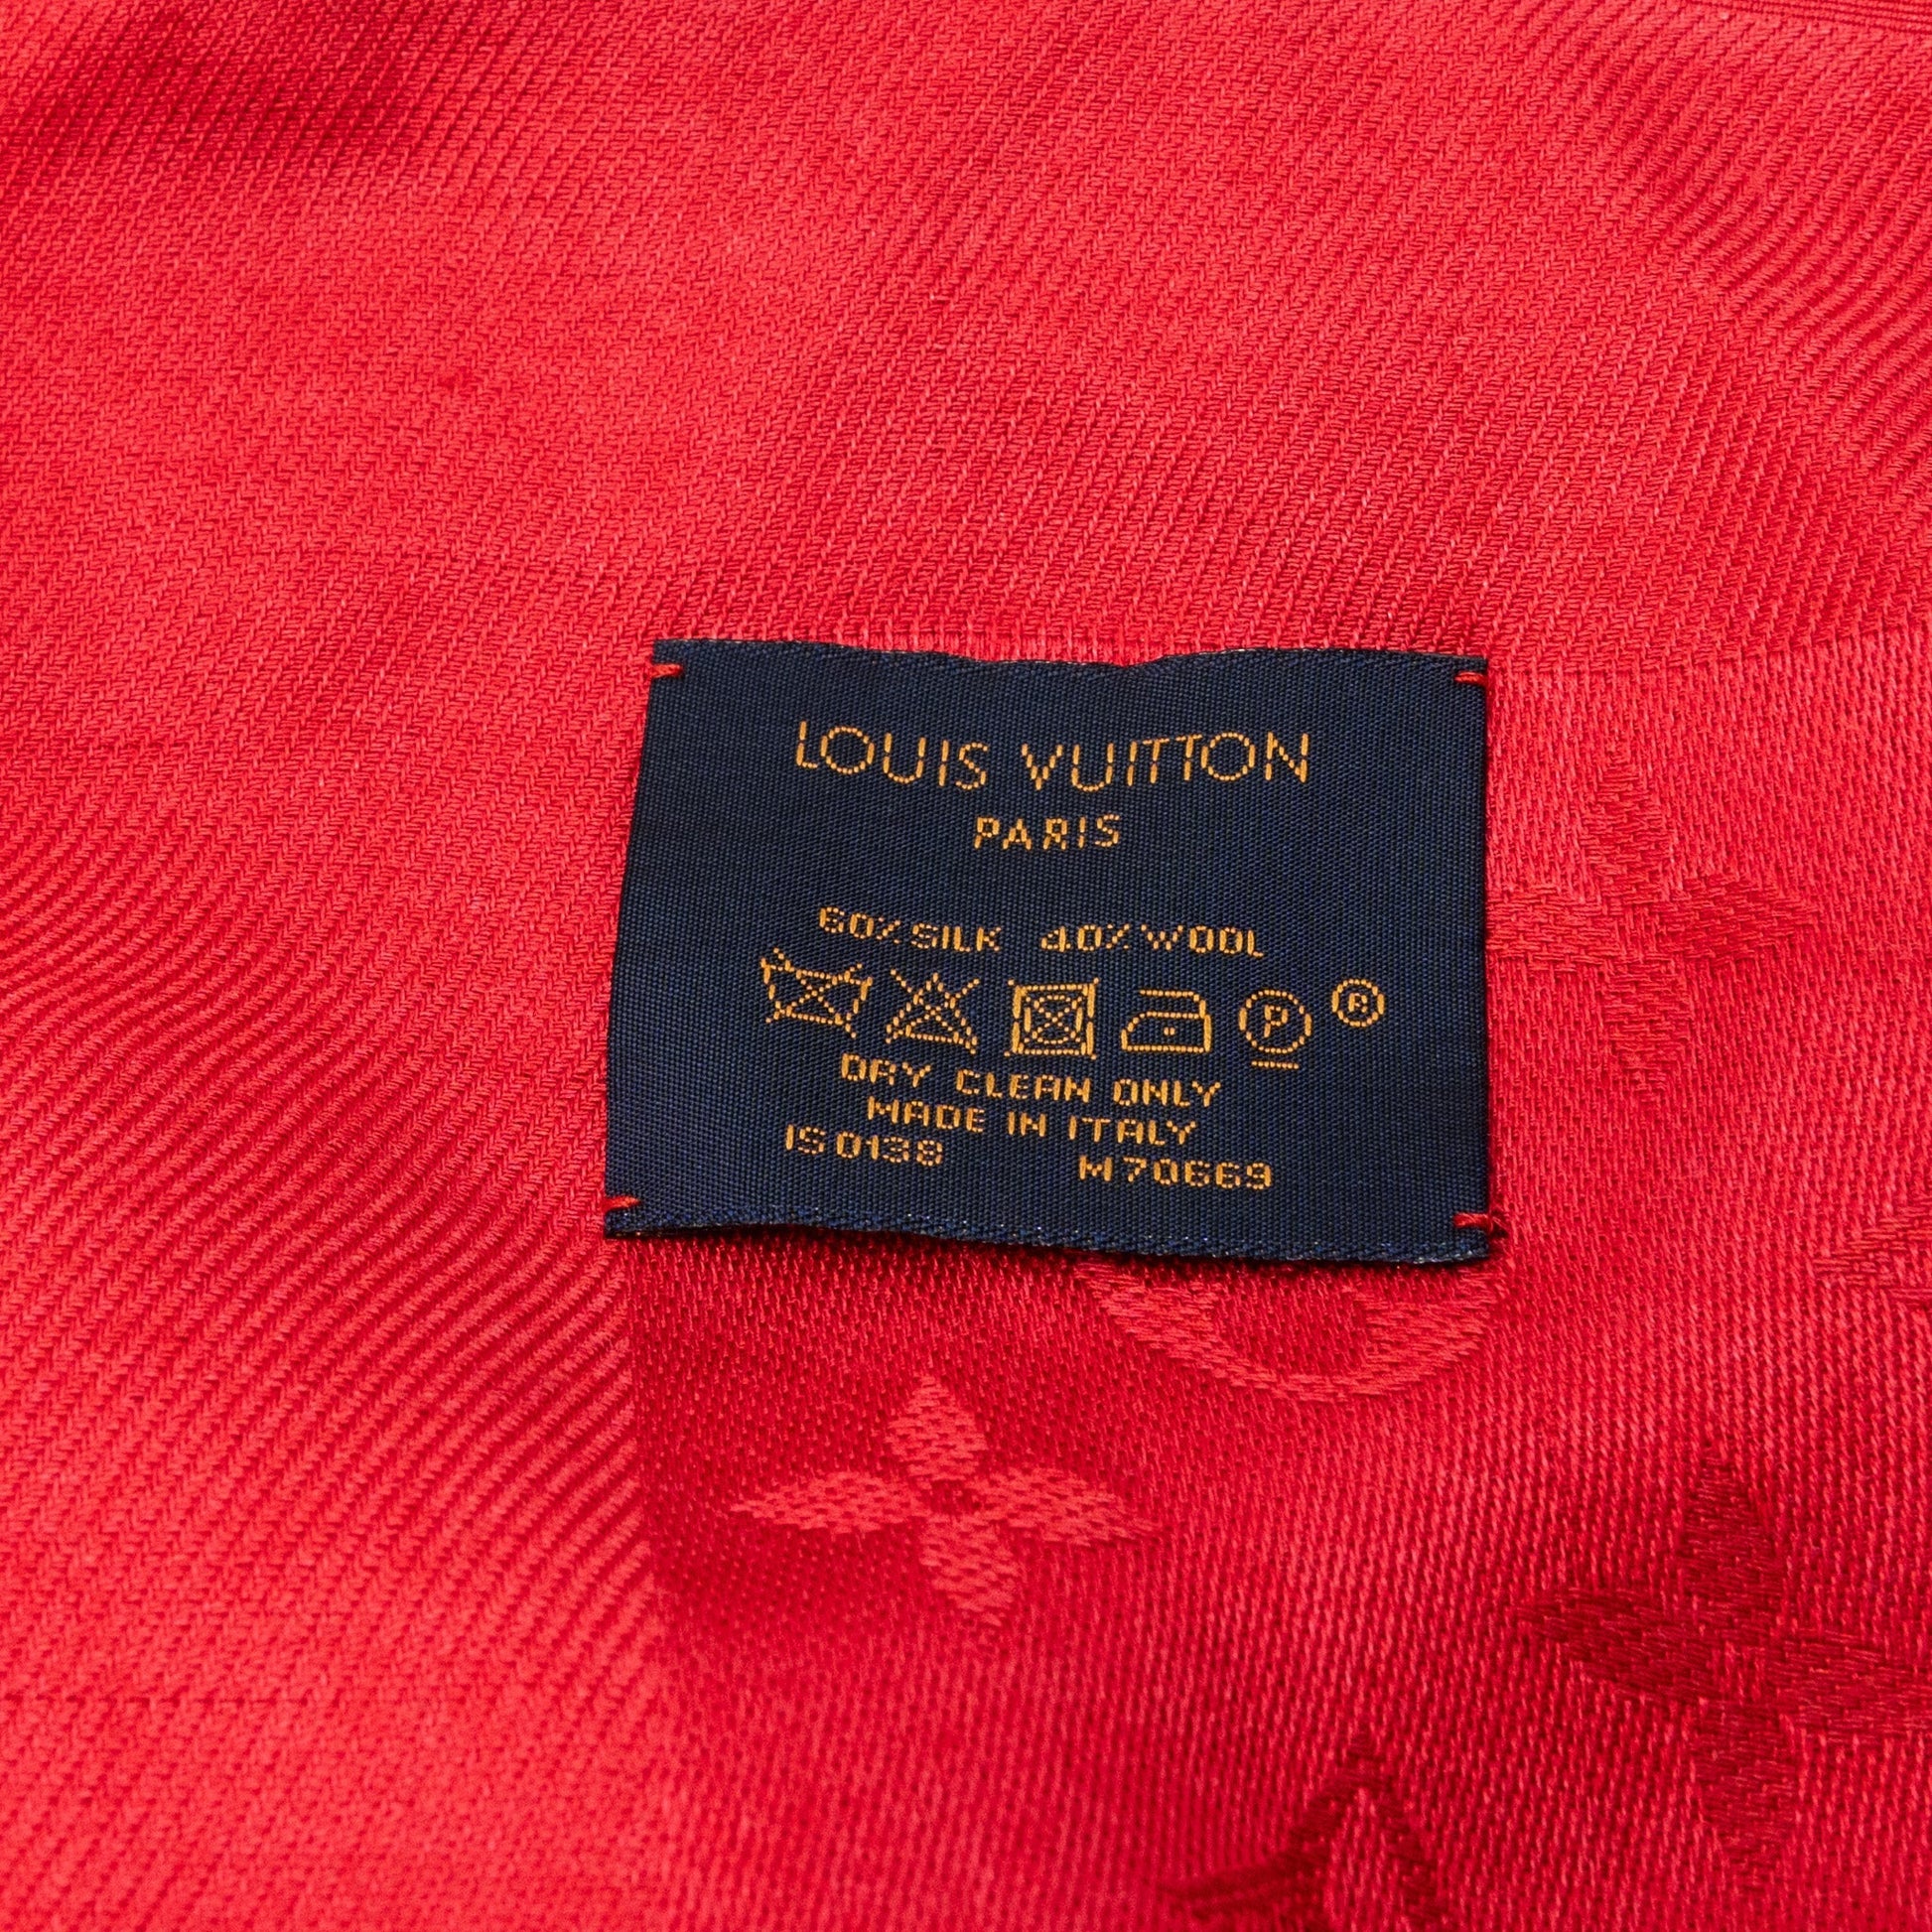 LOUIS VUITTON
PARIS
60% SILK 40% WOOL
P ®
DRY CLEAN ONLY
MADE IN ITALY
IS0138 M70669